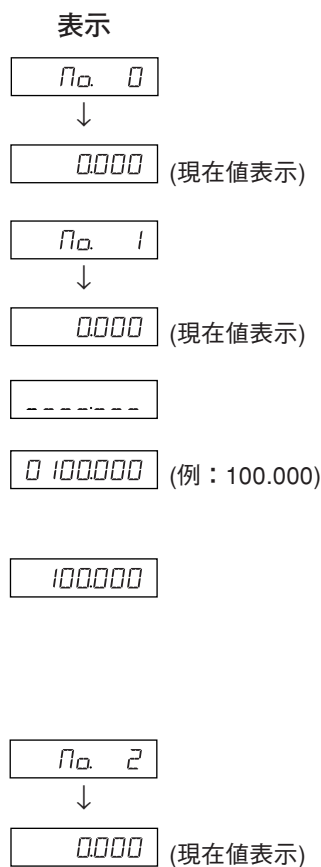 表示
No. 0
↓
0.000 (現在値表示)
No. 1
↓
0.000 (現在値表示)
_ _ _ _._ _ _
0 100.000 (例：100.000)
100.000
No. 2
↓
0.000 (現在値表示)